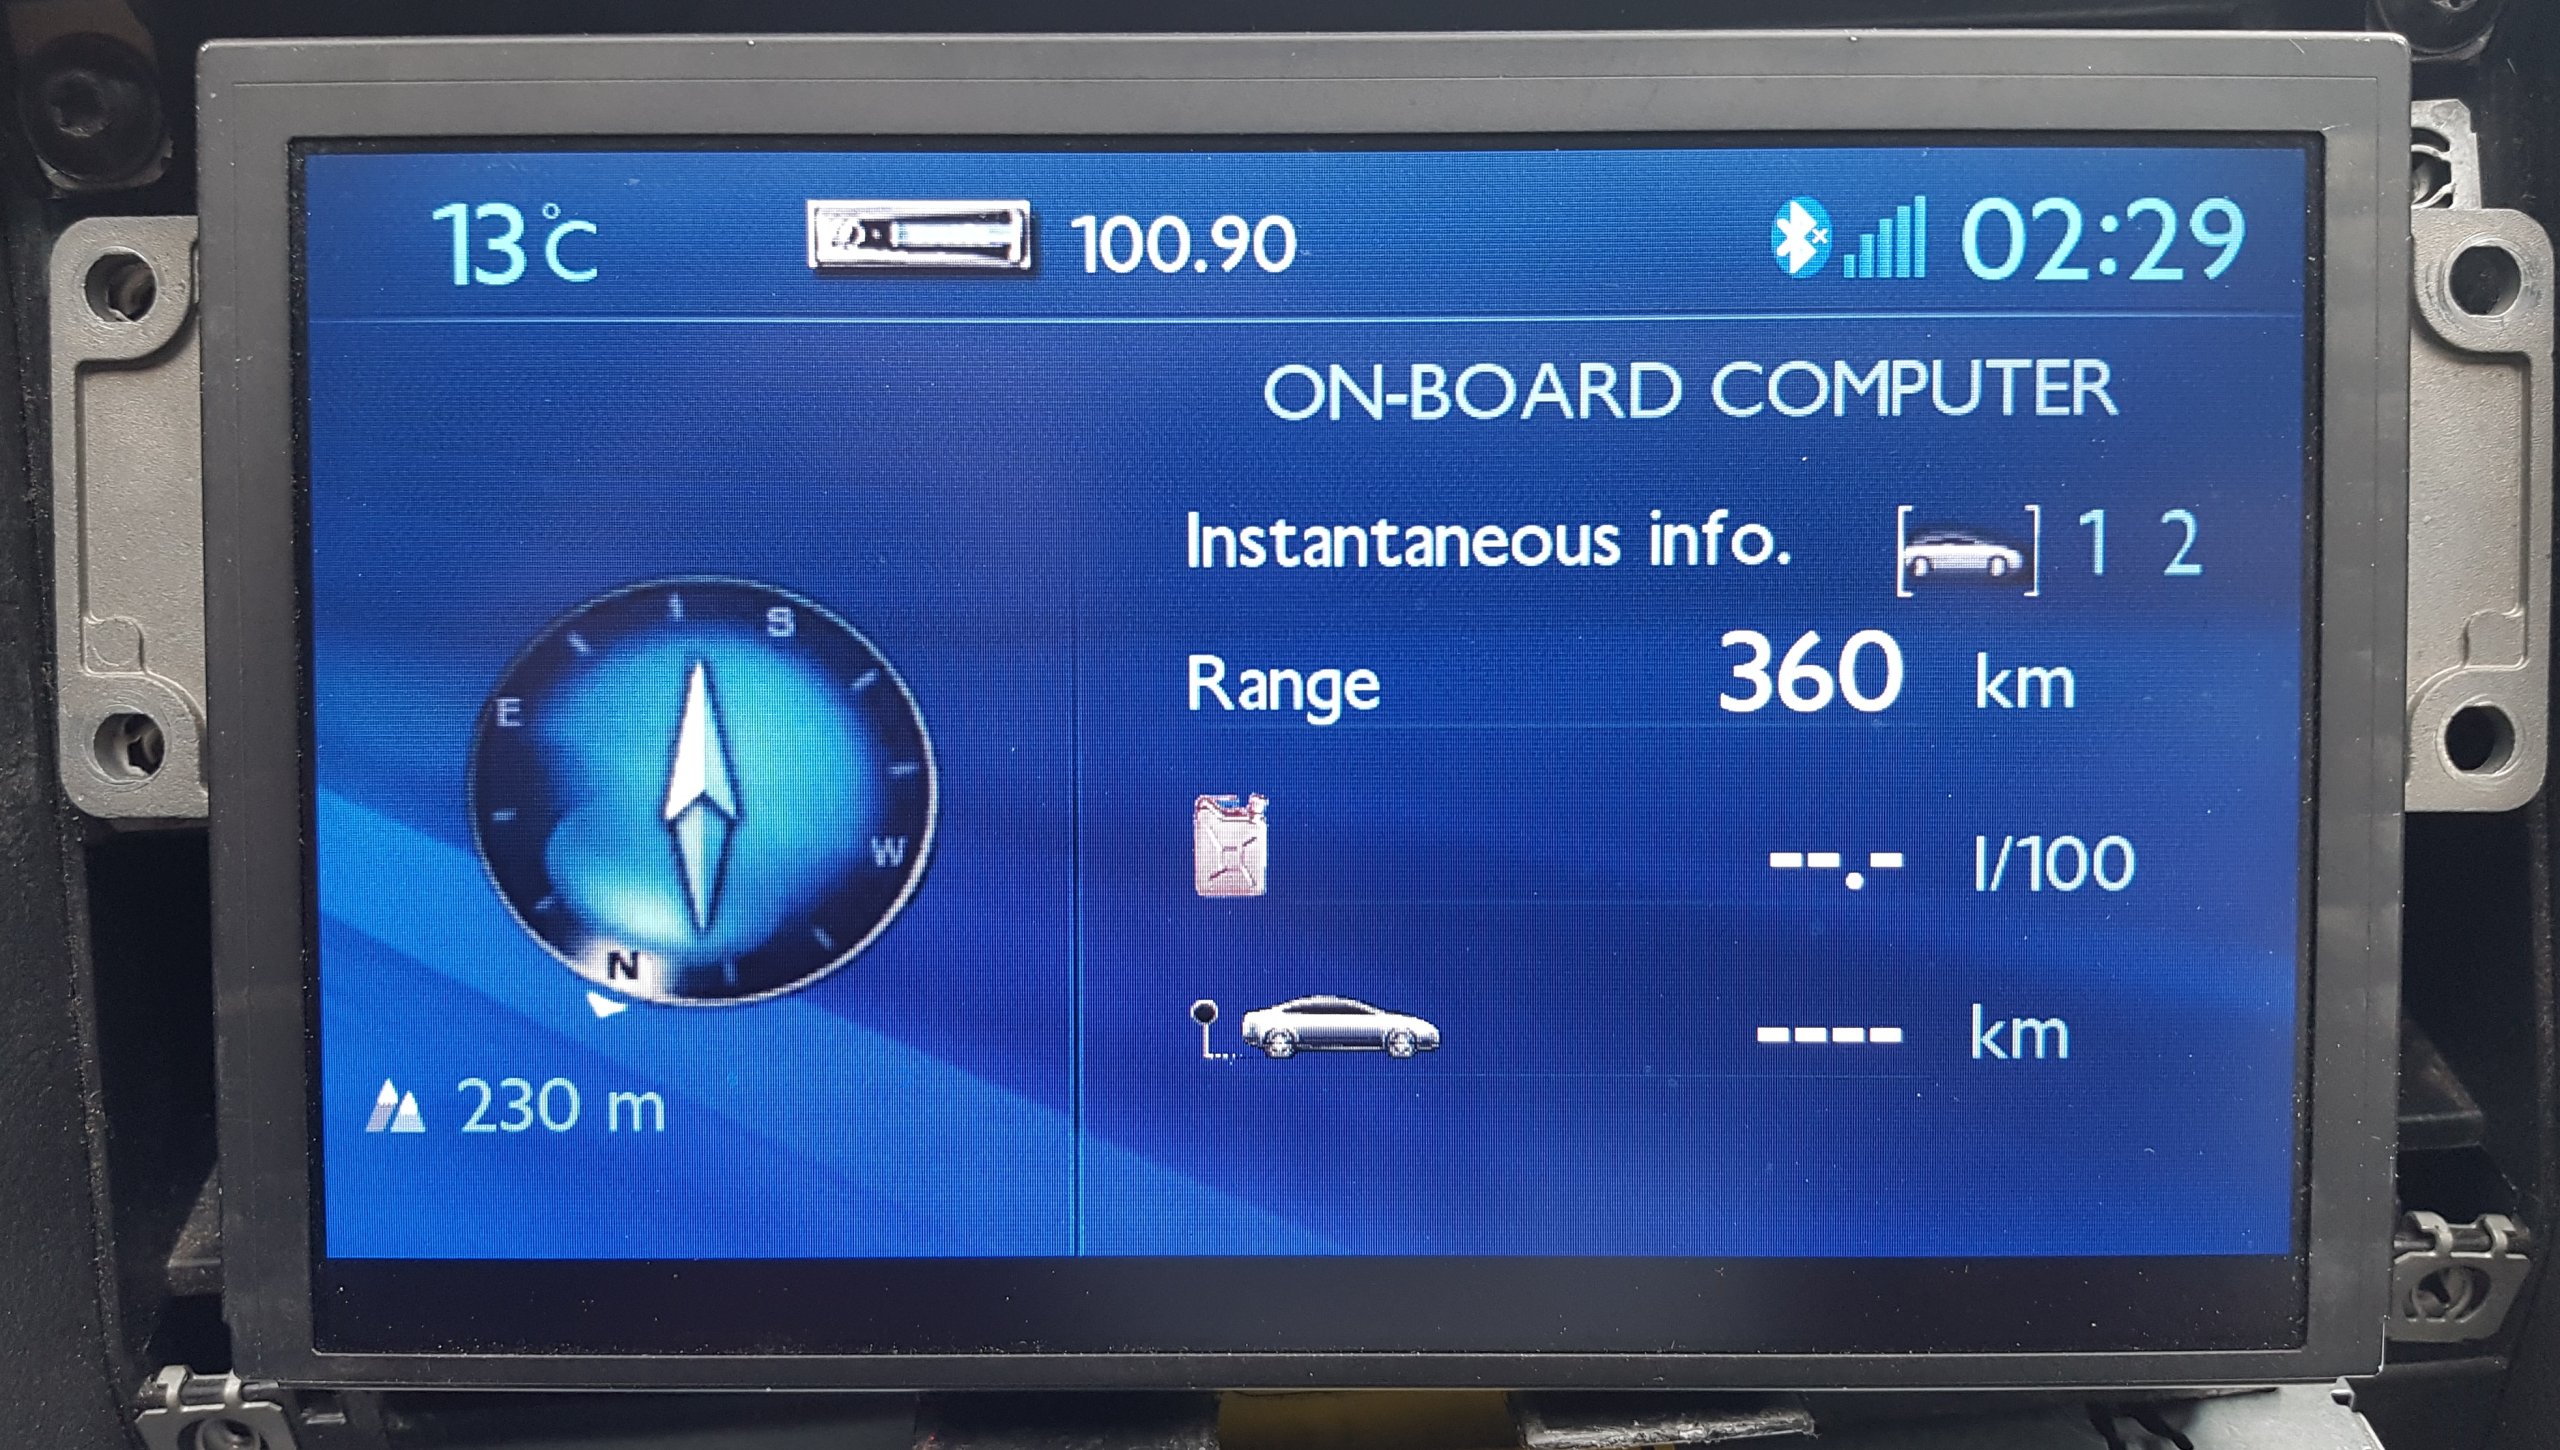 13°C 100.90 02:29
ON-BOARD COMPUTER
Instantaneous info. [ ] 1 2
Range 360 km
--.- l/100
---- km
S
E
W
N
230 m